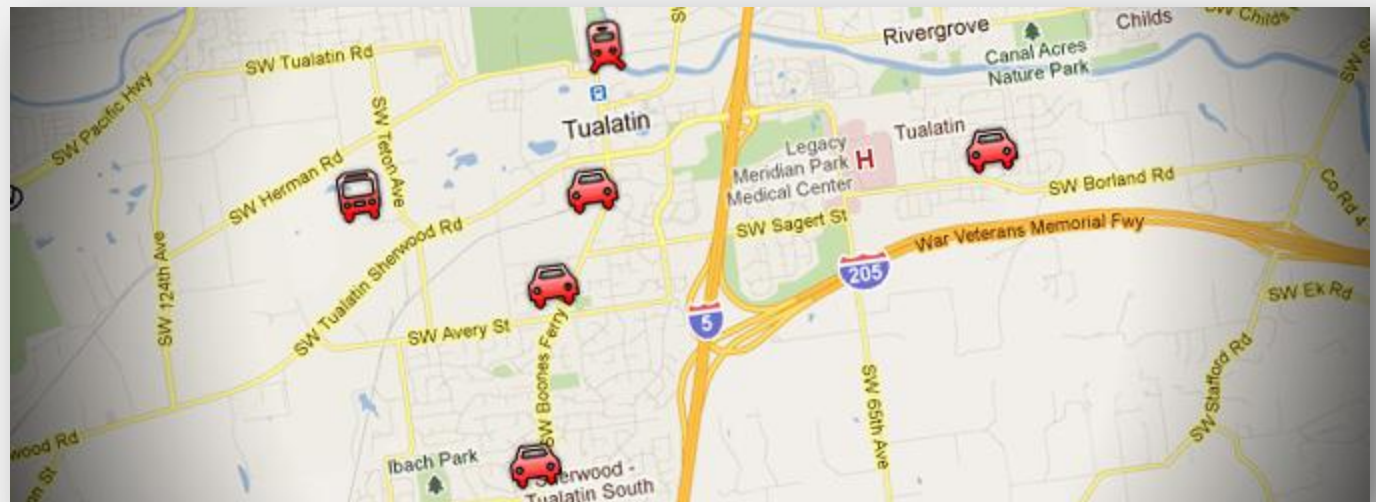 SW Tualatin Rd
SW Pacific Hwy
SW Teton Ave
SW Herman Rd
SW 124th Ave
SW Tualatin Sherwood Rd
Tualatin
Rivergrove
Childs
SW Childs
Canal Acres
Nature Park
Tualatin
Legacy
Meridian Park
Medical Center
H
SW Borland Rd
Co Rd 4
SW Sagert St
War Veterans Memorial Fwy
205
5
SW Ek Rd
SW Avery St
SW Boones Ferry
SW 65th Ave
SW Stafford Rd
wood Rd
Ibach Park
Sherwood -
Tualatin South